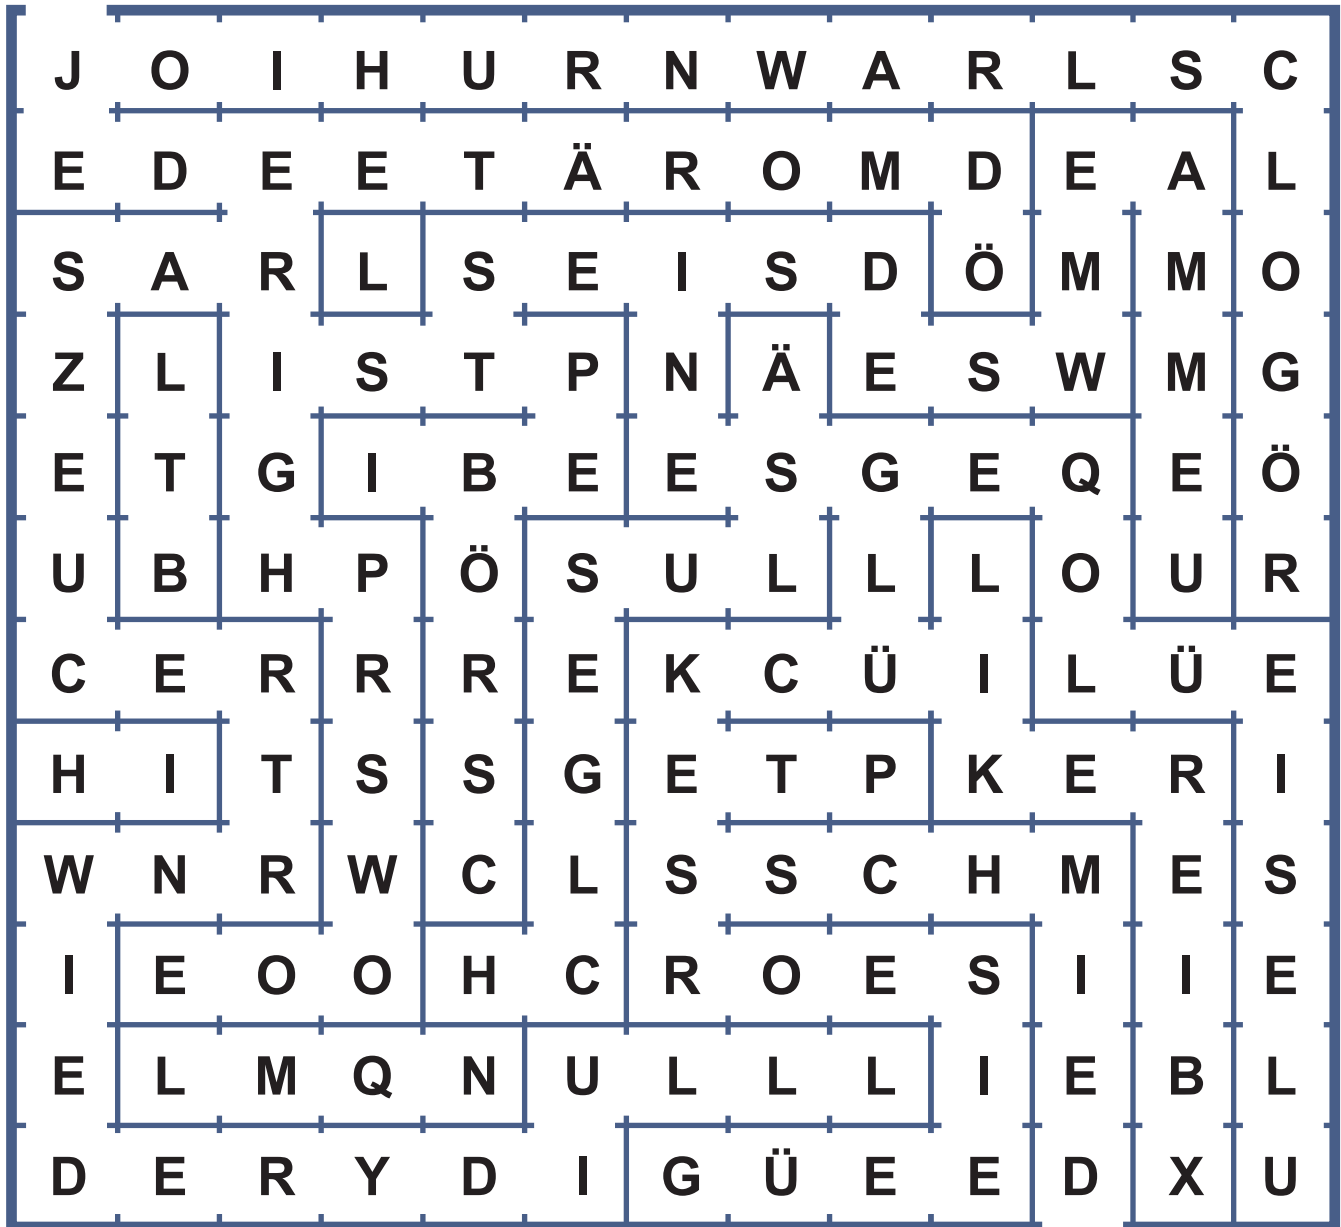 J O I H U R N W A R L S C
E D E E T Ä R O M D E A L
S A R L S E I S D Ö M M O
Z L I S T P N Ä E S W M G
E T G I B E E S G E Q E Ö
U B H P Ö S U L L L O U R
C E R R R E K C Ü I L Ü E
H I T S S G E T P K E R I
W N R W C L S S C H M E S
I E O O H C R O E S I I E
E L M Q N U L L L I E B L
D E R Y D I G Ü E E D X U